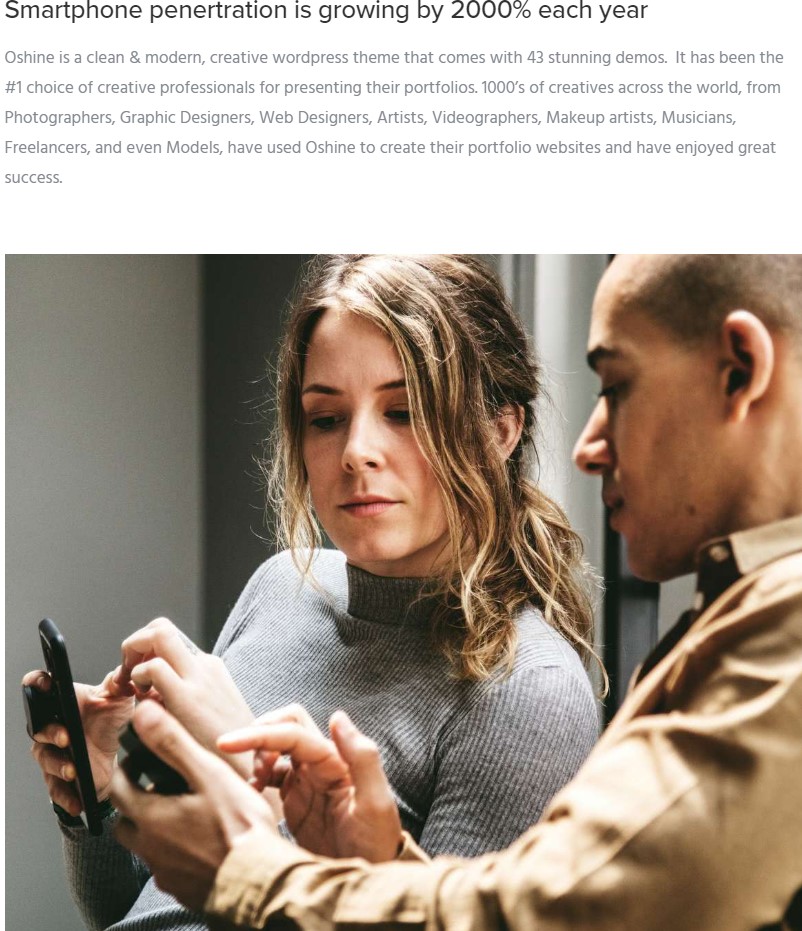 Smartphone penertration is growing by 2000% each year
Oshine is a clean & modern, creative wordpress theme that comes with 43 stunning demos.  It has been the
#1 choice of creative professionals for presenting their portfolios. 1000’s of creatives across the world, from
Photographers, Graphic Designers, Web Designers, Artists, Videographers, Makeup artists, Musicians,
Freelancers, and even Models, have used Oshine to create their portfolio websites and have enjoyed great
success.